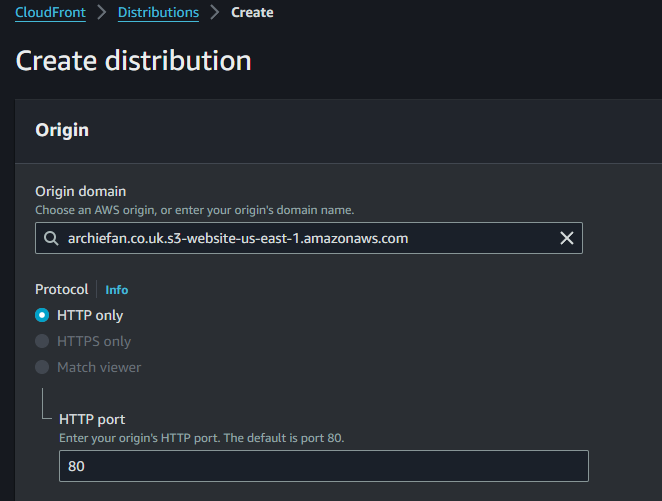 CloudFront > Distributions > Create
Create distribution
Origin
Origin domain
Choose an AWS origin, or enter your origin's domain name.
archiefan.co.uk.s3-website-us-east-1.amazonaws.com
Protocol | Info
HTTP only
HTTPS only
Match viewer
HTTP port
Enter your origin's HTTP port. The default is port 80.
80